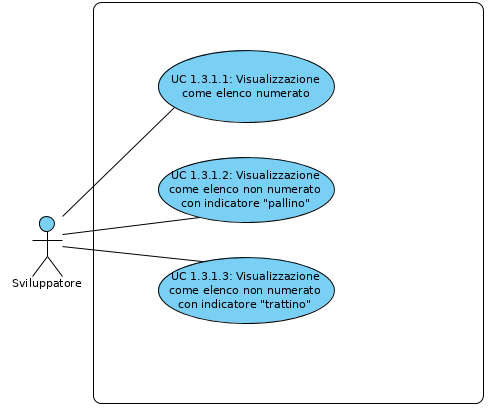 UC 1.3.1.1: Visualizzazione
come elenco numerato
UC 1.3.1.2: Visualizzazione
come elenco non numerato
con indicatore "pallino"
Sviluppatore
UC 1.3.1.3: Visualizzazione
come elenco non numerato
con indicatore "trattino"